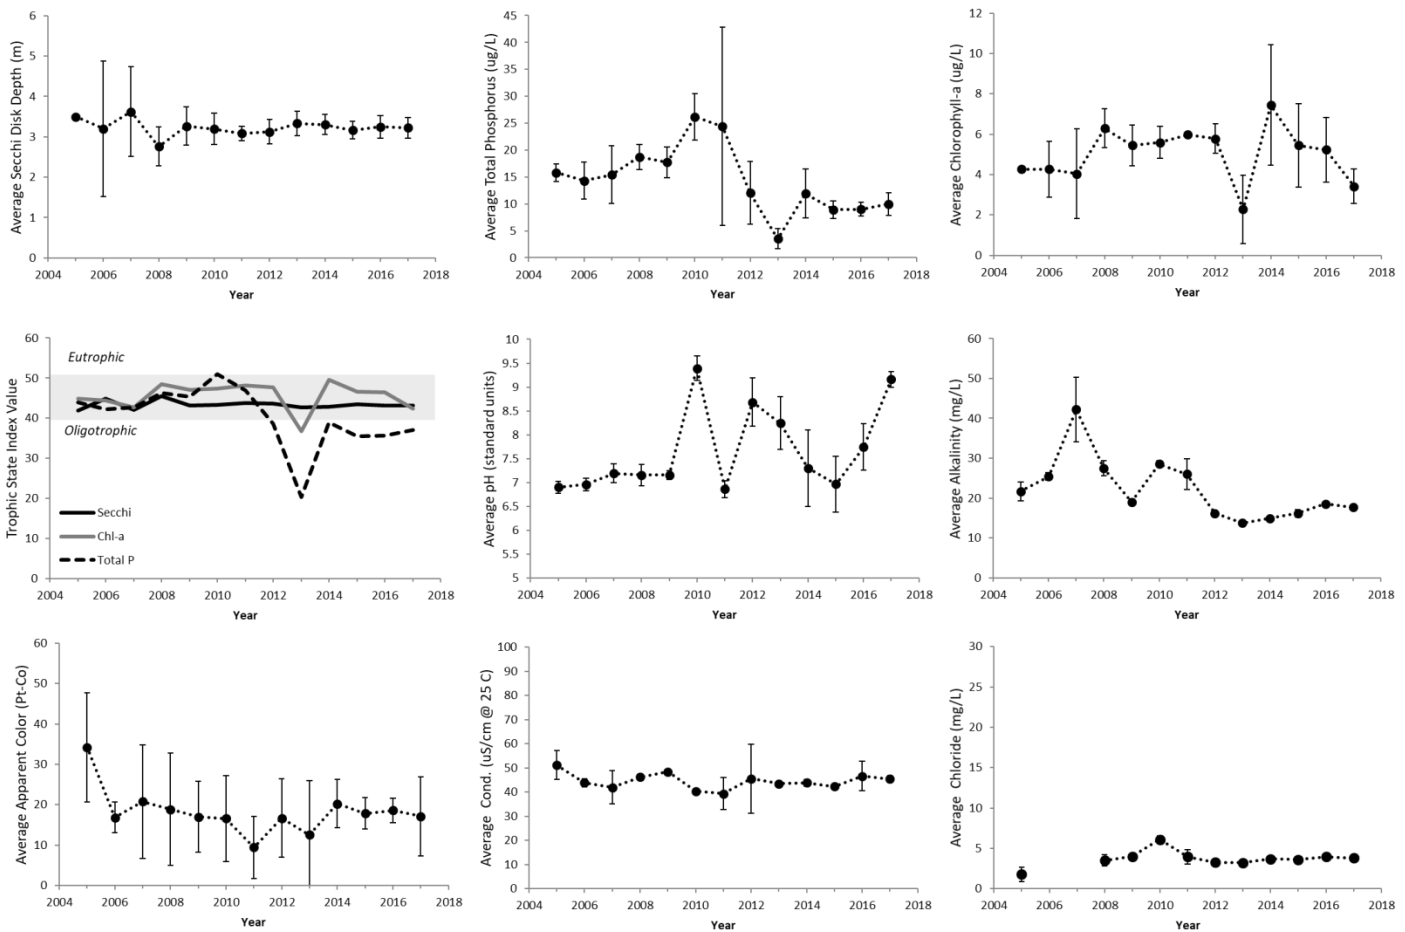 Average Secchi Disk Depth (m)
6
5
4
3
2
1
0
2004 2006 2008 2010 2012 2014 2016 2018
Year
Average Total Phosphorus (ug/L)
45
40
35
30
25
20
15
10
5
0
2004 2006 2008 2010 2012 2014 2016 2018
Year
Average Chlorophyll-a (ug/L)
12
10
8
6
4
2
0
2004 2006 2008 2010 2012 2014 2016 2018
Year
Trophic State Index Value
60
50
40
30
20
10
0
Eutrophic
Oligotrophic
Secchi
Chl-a
Total P
2004 2006 2008 2010 2012 2014 2016 2018
Year
Average pH (standard units)
10
9.5
9
8.5
8
7.5
7
6.5
6
5.5
5
2004 2006 2008 2010 2012 2014 2016 2018
Year
Average Alkalinity (mg/L)
60
50
40
30
20
10
0
2004 2006 2008 2010 2012 2014 2016 2018
Year
Average Apparent Color (Pt-Co)
60
50
40
30
20
10
0
2004 2006 2008 2010 2012 2014 2016 2018
Year
Average Cond. (uS/cm @ 25 C)
100
90
80
70
60
50
40
30
20
10
0
2004 2006 2008 2010 2012 2014 2016 2018
Year
Average Chloride (mg/L)
30
25
20
15
10
5
0
2004 2006 2008 2010 2012 2014 2016 2018
Year